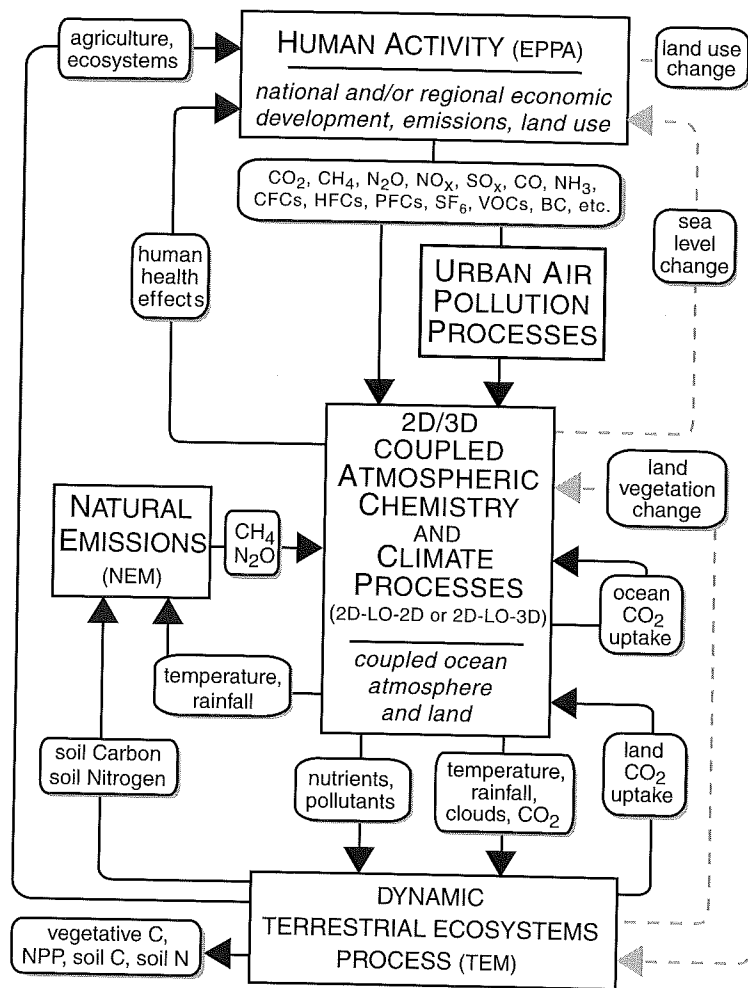 agriculture,
ecosystems
HUMAN ACTIVITY (EPPA)
national and/or regional economic
development, emissions, land use
land use
change
CO₂, CH₄, N₂O, NOₓ, SOₓ, CO, NH₃,
CFCs, HFCs, PFCs, SF₆, VOCs, BC, etc.
human
health
effects
sea
level
change
URBAN AIR
POLLUTION
PROCESSES
2D/3D
COUPLED
ATMOSPHERIC
CHEMISTRY
AND
CLIMATE
PROCESSES
(2D-LO-2D or 2D-LO-3D)
coupled ocean
atmosphere
and land
land
vegetation
change
NATURAL
EMISSIONS
(NEM)
CH₄
N₂O
ocean
CO₂
uptake
temperature,
rainfall
soil Carbon
soil Nitrogen
nutrients,
pollutants
temperature,
rainfall,
clouds, CO₂
land
CO₂
uptake
DYNAMIC
TERRESTRIAL ECOSYSTEMS
PROCESS (TEM)
vegetative C,
NPP, soil C, soil N